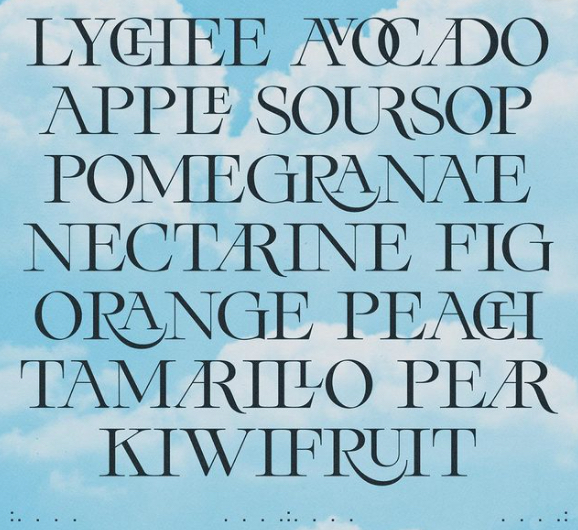 LYCHEE AVOCADO
APPLE SOURSOP
POMEGRANATE
NECTARINE FIG
ORANGE PEACH
TAMARILLO PEAR
KIWIFRUIT